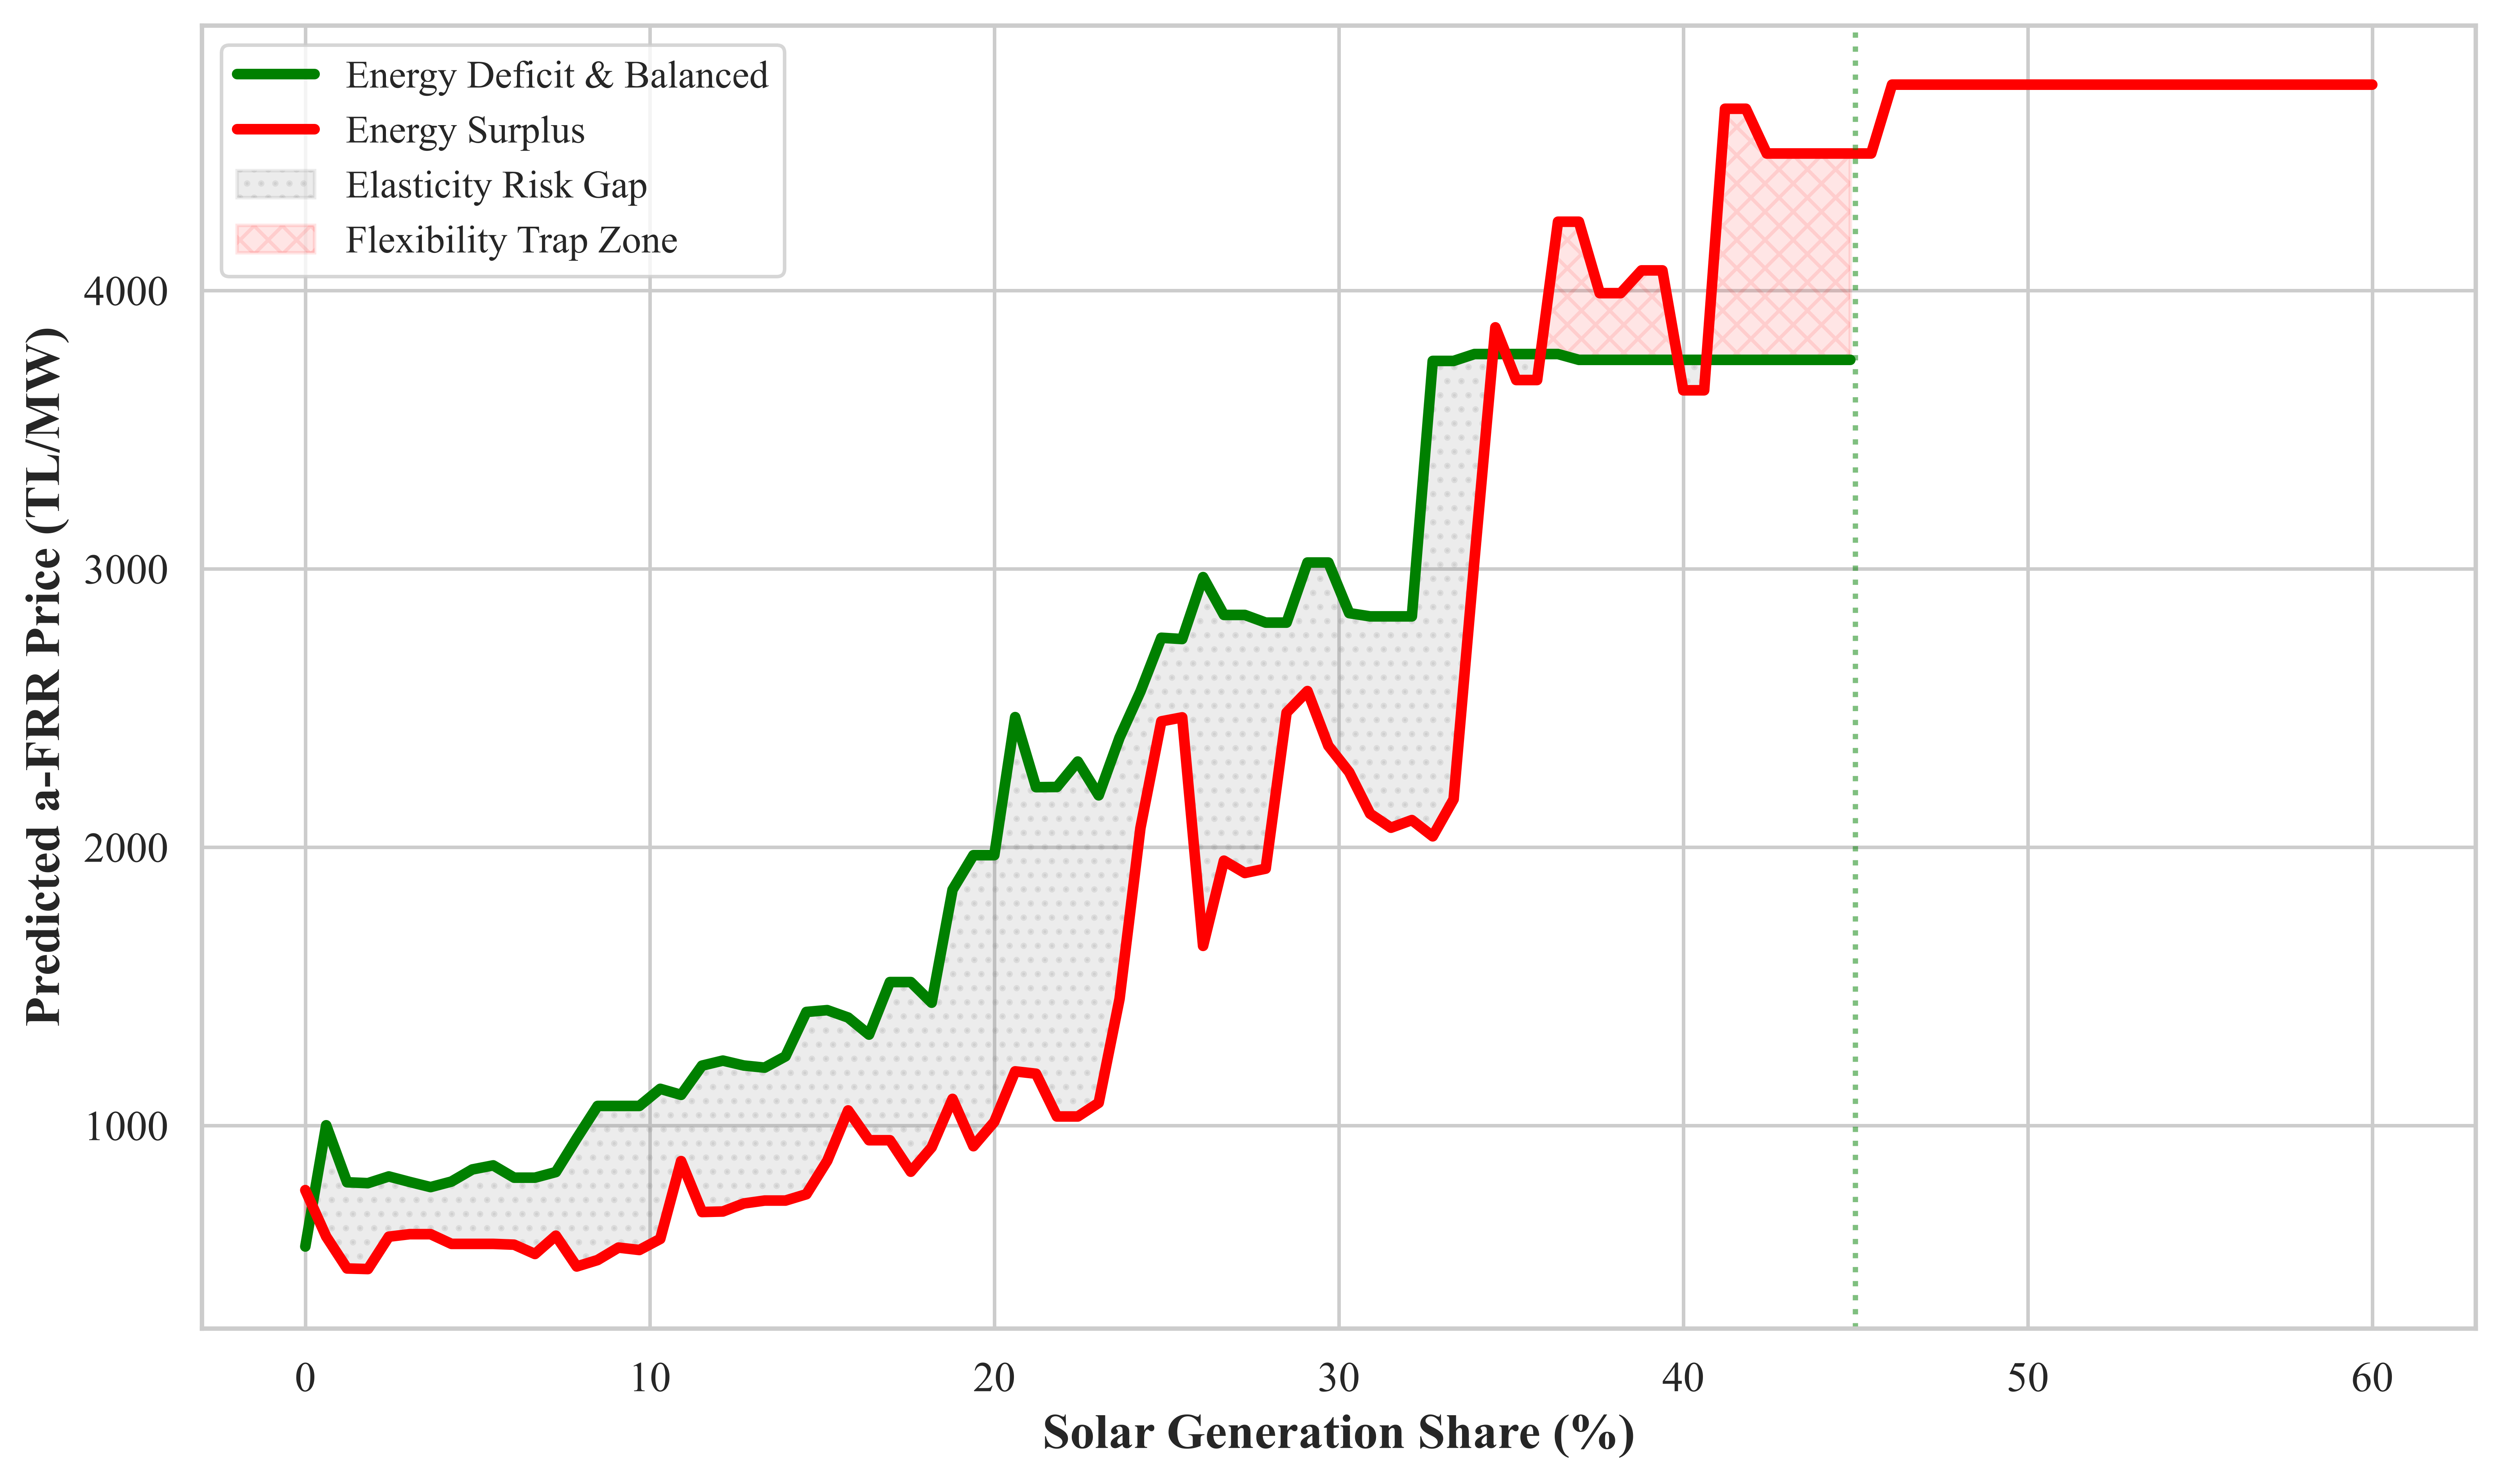 Energy Deficit & Balanced
Energy Surplus
Elasticity Risk Gap
Flexibility Trap Zone
Predicted a-FRR Price (TL/MW)
4000
3000
2000
1000
0 10 20 30 40 50 60
Solar Generation Share (%)